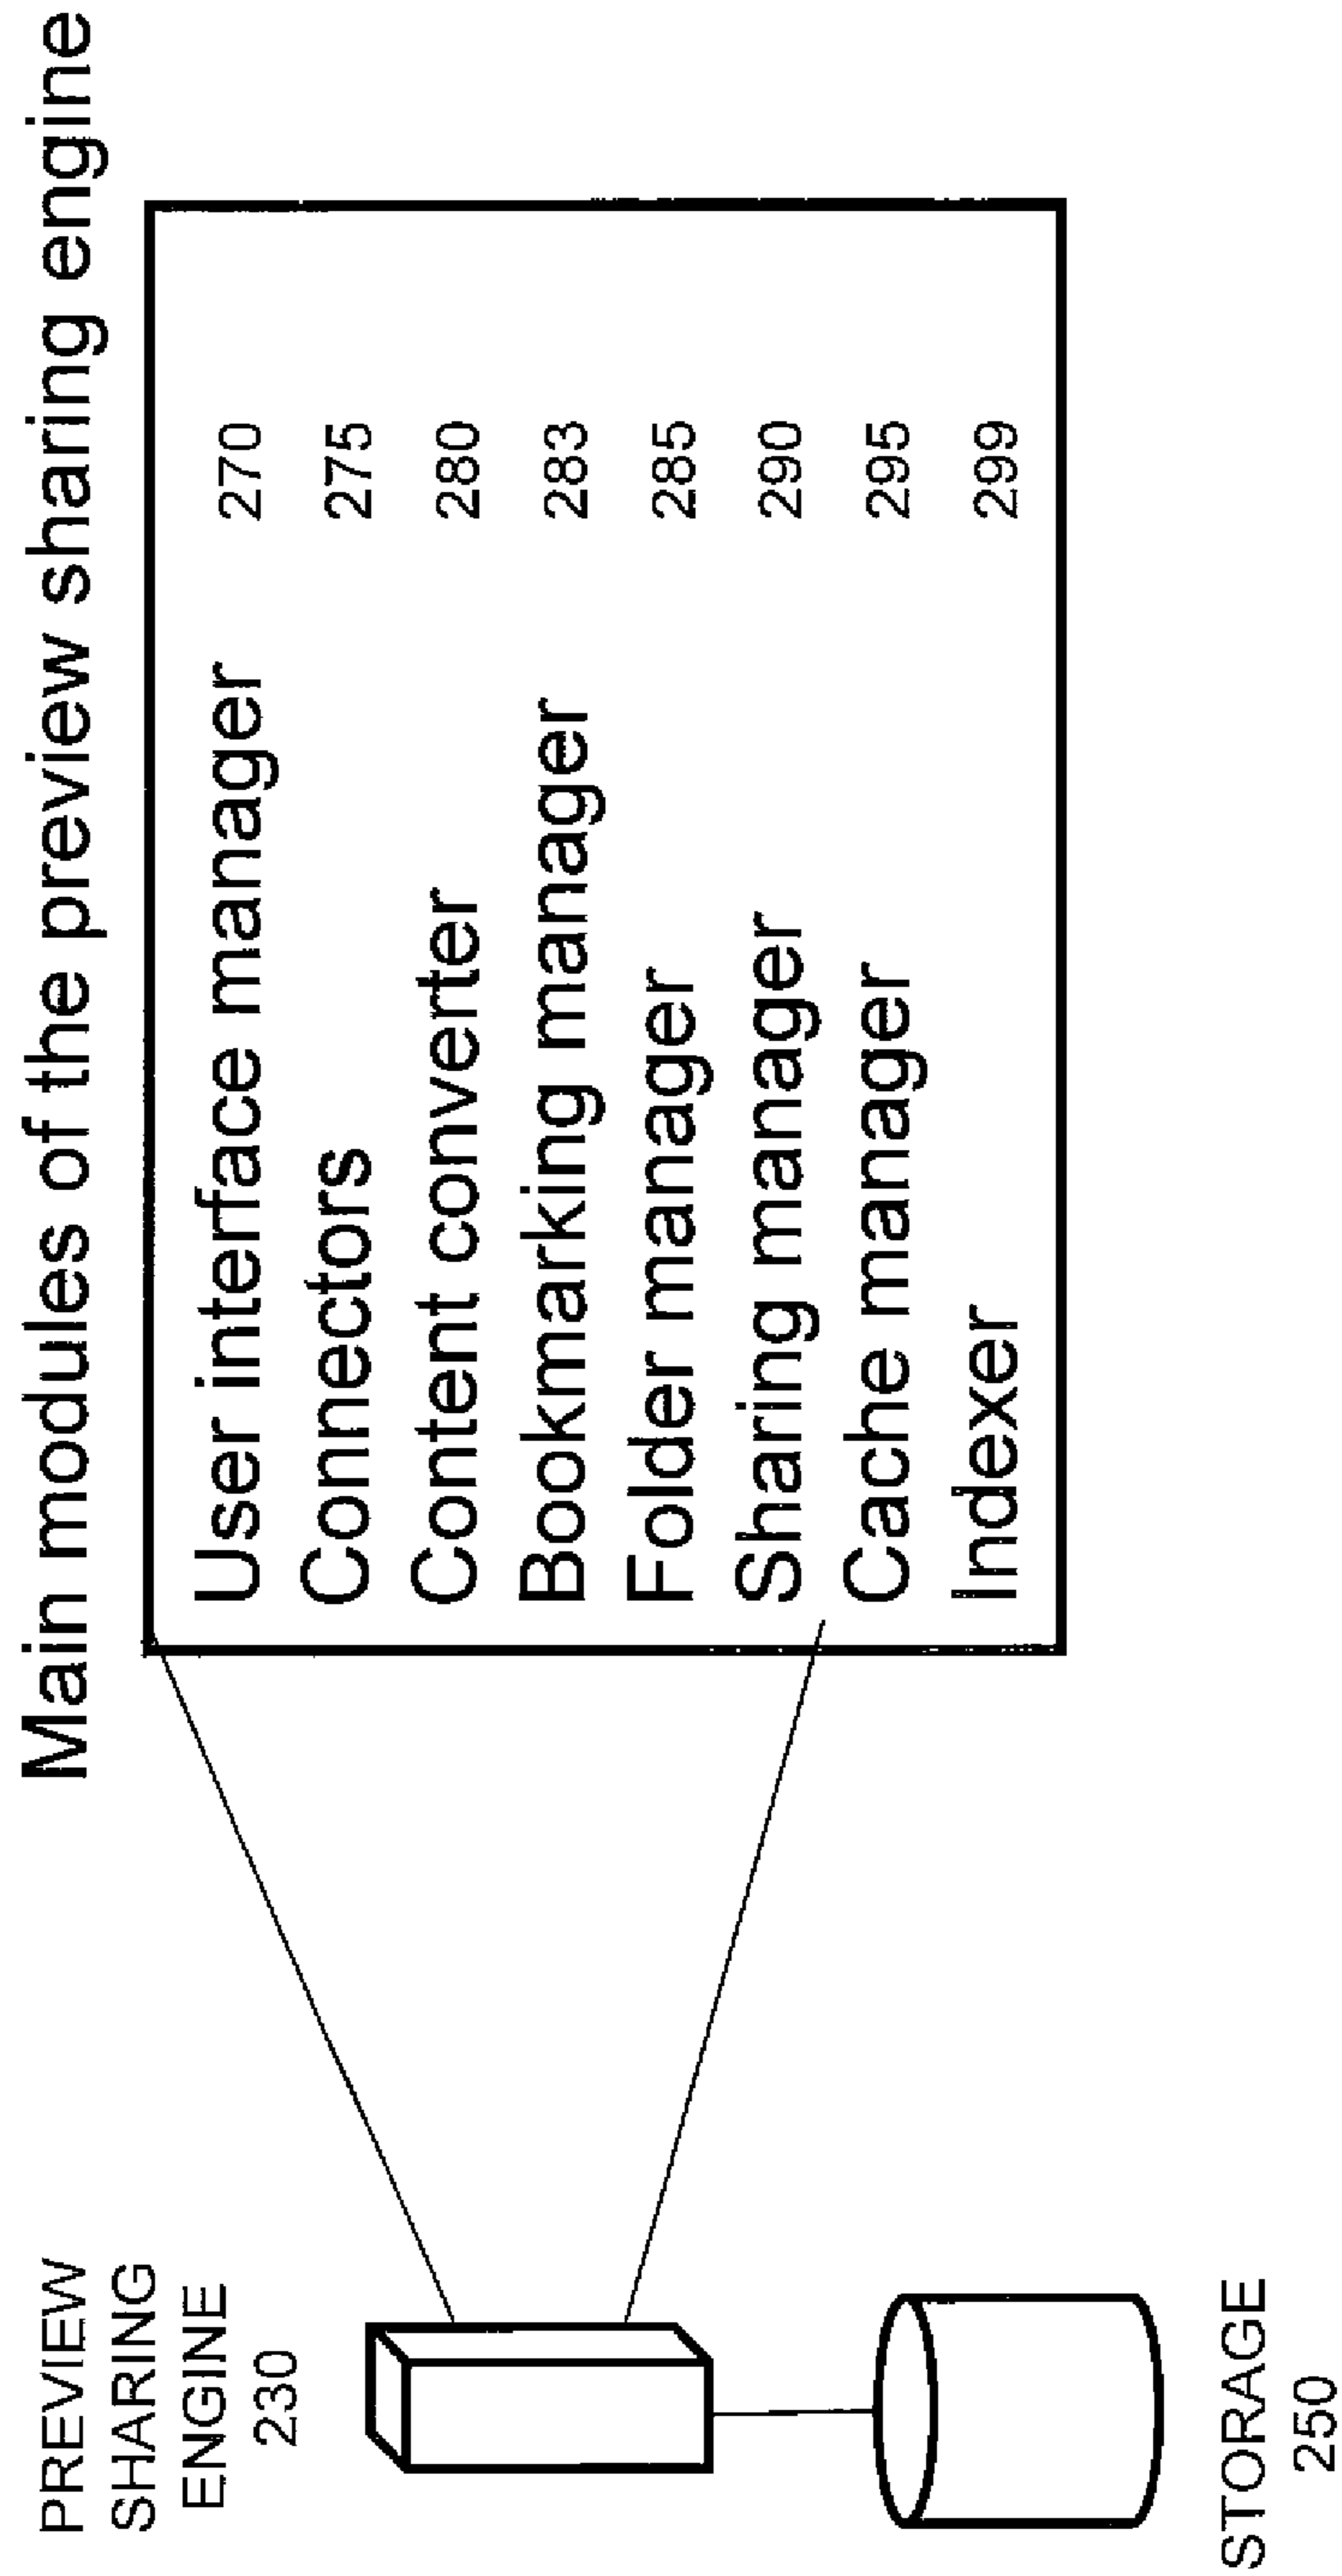 Main modules of the preview sharing engine
PREVIEW
SHARING
ENGINE
230
STORAGE
250
User interface manager 270
Connectors 275
Content converter 280
Bookmarking manager 283
Folder manager 285
Sharing manager 290
Cache manager 295
Indexer 299